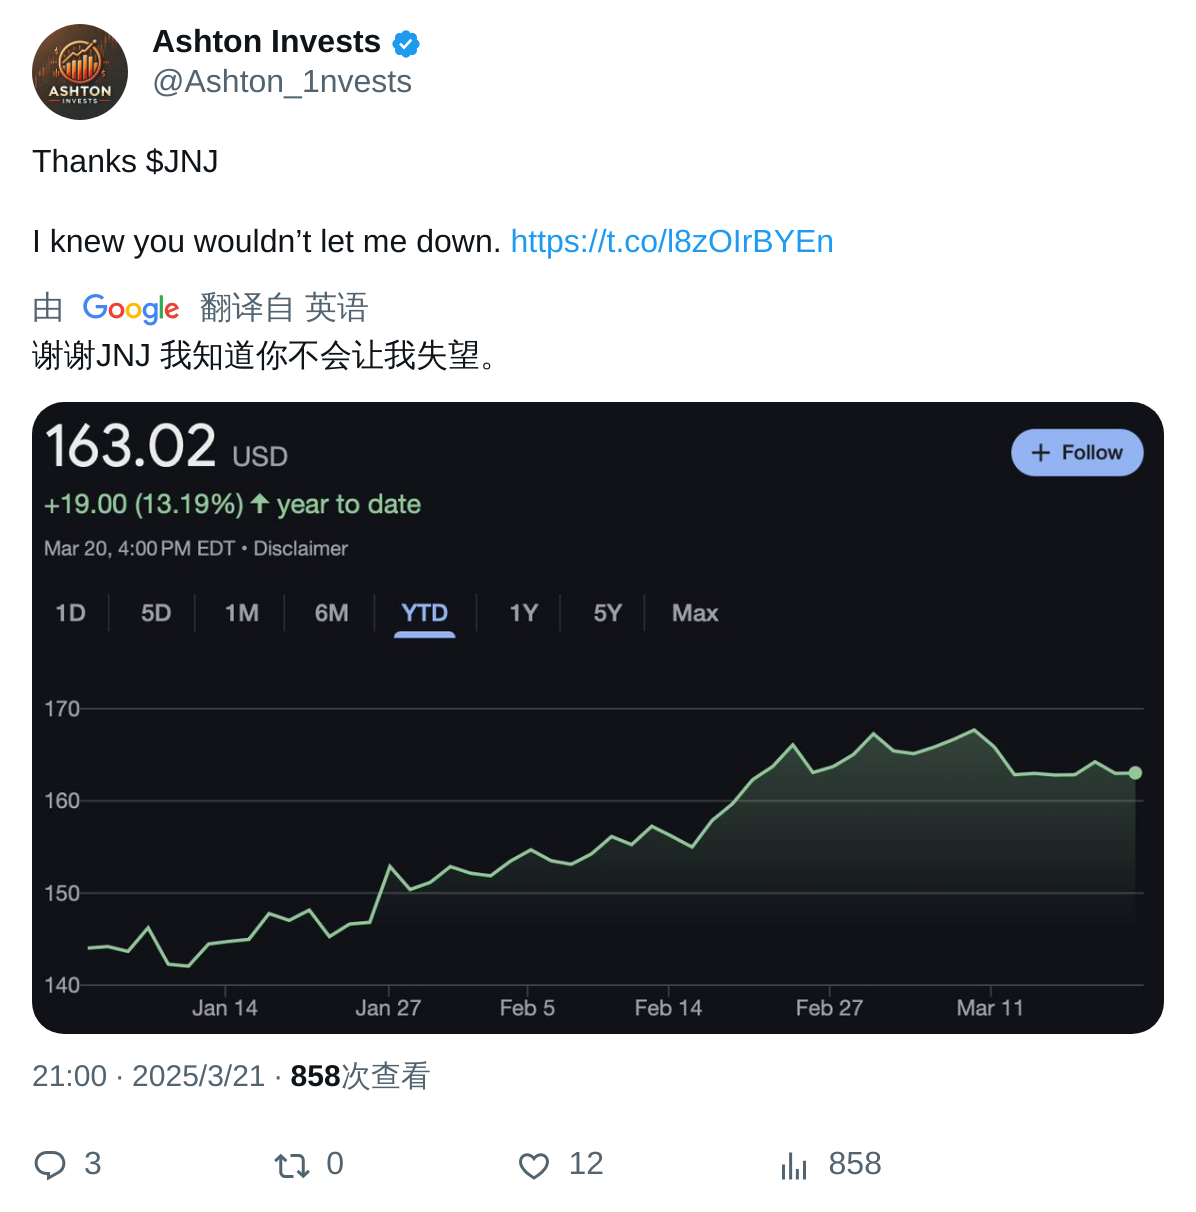 ASHTON
INVESTS
Ashton Invests
@Ashton_1nvests
Thanks $JNJ
I knew you wouldn’t let me down. https://t.co/l8zOIrBYEn
由 Google 翻译自 英语
谢谢JNJ 我知道你不会让我失望。
163.02 USD
+ Follow
+19.00 (13.19%) ↑ year to date
Mar 20, 4:00 PM EDT • Disclaimer
1D 5D 1M 6M YTD 1Y 5Y Max
170
160
150
140
Jan 14 Jan 27 Feb 5 Feb 14 Feb 27 Mar 11
21:00 · 2025/3/21 · 858次查看
3 0 12 858